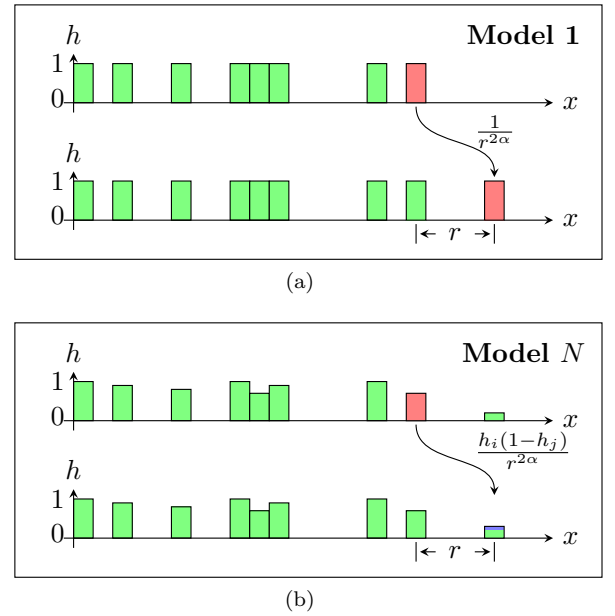 h
Model 1
1
0
x
1/r^{2α}
h
1
0
x
r
(a)
h
Model N
1
0
x
h_i(1−h_j)/r^{2α}
h
1
0
x
r
(b)